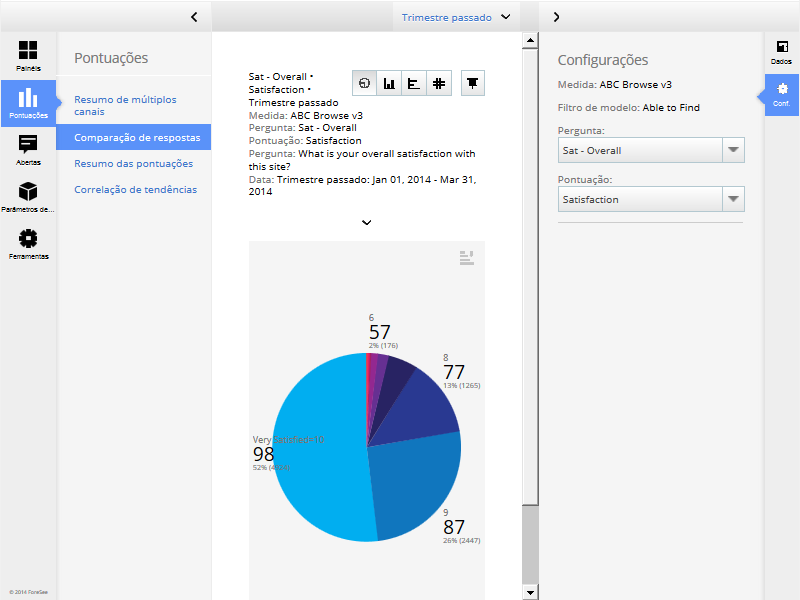 Trimestre passado
Painéis
Pontuações
Abertas
Parâmetros de...
Ferramentas
© 2014 ForeSee
Pontuações
Resumo de múltiplos
canais
Comparação de respostas
Resumo das pontuações
Correlação de tendências
Sat - Overall •
Satisfaction •
Trimestre passado
Medida: ABC Browse v3
Pergunta: Sat - Overall
Pontuação: Satisfaction
Pergunta: What is your overall satisfaction with
this site?
Data: Trimestre passado: Jan 01, 2014 - Mar 31,
2014
6
57
2% (176)
8
77
13% (1265)
Very Satisfied=10
98
52%
9
87
26% (2447)
Configurações
Medida: ABC Browse v3
Filtro de modelo: Able to Find
Pergunta:
Sat - Overall
Pontuação:
Satisfaction
Dados
Conf.